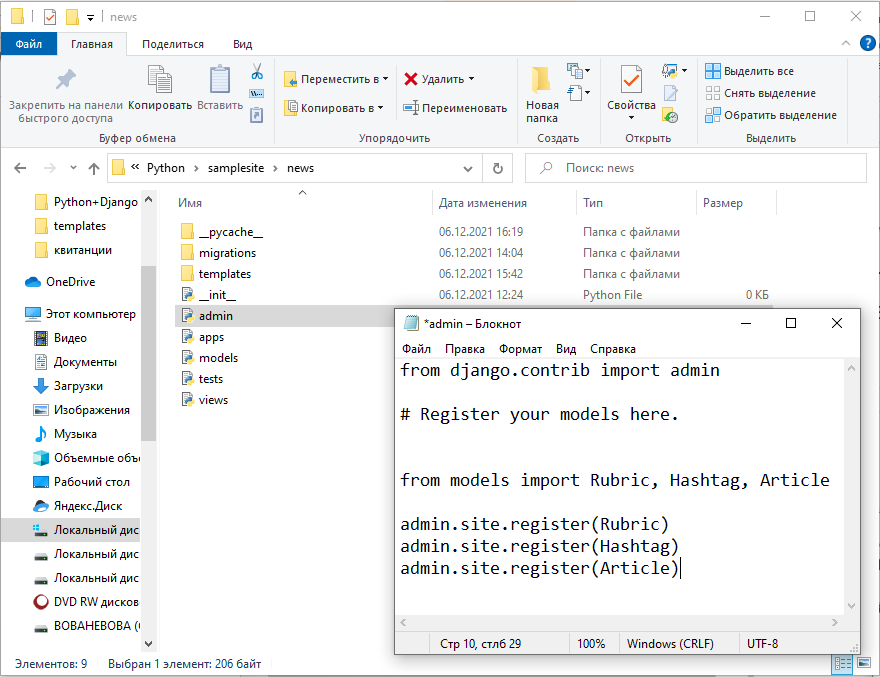 news
Файл Главная Поделиться Вид
Закрепить на панели быстрого доступа
Копировать
Вставить
Переместить в
Копировать в
Удалить
Переименовать
Новая папка
Свойства
Выделить все
Снять выделение
Обратить выделение
Буфер обмена Упорядочить Создать Открыть Выделить
« Python › samplesite › news
Поиск: news
Python+Django
templates
квитанции
OneDrive
Этот компьютер
Видео
Документы
Загрузки
Изображения
Музыка
Объемные объ
Рабочий стол
Яндекс.Диск
Локальный дис
Локальный дис
Локальный дис
DVD RW дисков
ВОВАНЕВОВА (
Имя Дата изменения Тип Размер
__pycache__ 06.12.2021 16:19 Папка с файлами
migrations 06.12.2021 14:04 Папка с файлами
templates 06.12.2021 15:42 Папка с файлами
__init__ 06.12.2021 12:24 Python File 0 КБ
admin
apps
models
tests
views
*admin – Блокнот
Файл Правка Формат Вид Справка
from django.contrib import admin
# Register your models here.
from models import Rubric, Hashtag, Article
admin.site.register(Rubric)
admin.site.register(Hashtag)
admin.site.register(Article)
Стр 10, стлб 29 100% Windows (CRLF) UTF-8
Элементов: 9 Выбран 1 элемент: 206 байт